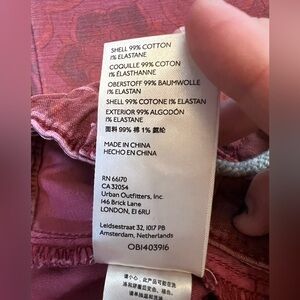 SHELL 99% COTTON
1% ELASTANE
COQUILLE 99% COTON
1% ÉLASTHANNE
OBERSTOFF 99% BAUMWOLLE
1% ELASTAN
SHELL 99% COTONE 1% ELASTAN
EXTERIOR 99% ALGODÓN
1% ELASTANE
面料 99% 棉 1% 氨纶
MADE IN CHINA
HECHO EN CHINA
RN 66170
CA 32054
Urban Outfitters, Inc.
146 Brick Lane
LONDON, E1 6RU
Leidsestraat 32, 1017 PB
Amsterdam, Netherlands
OB1403916